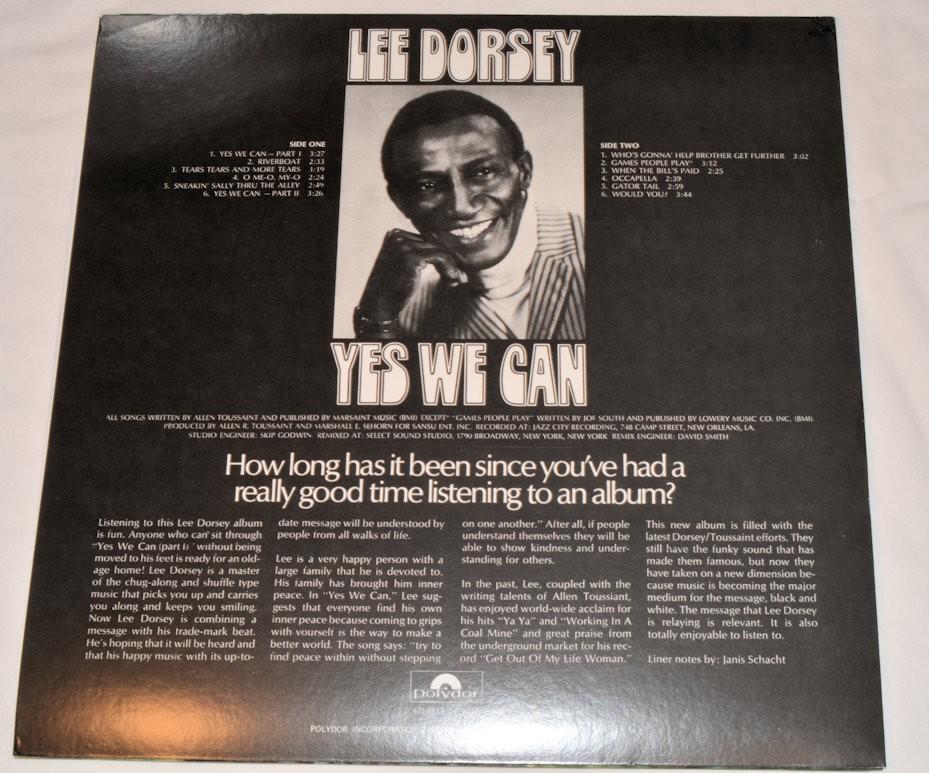 LEE DORSEY
SIDE ONE
1. YES WE CAN — PART I 3:27
2. RIVERBOAT 2:33
3. TEARS TEARS AND MORE TEARS 3:19
4. O ME-O, MY-O 2:24
5. SNEAKIN' SALLY THRU THE ALLEY 2:49
6. YES WE CAN — PART II 3:26
SIDE TWO
1. WHO'S GONNA' HELP BROTHER GET FURTHER 3:02
2. GAMES PEOPLE PLAY* 3:12
3. WHEN THE BILL'S PAID 2:25
4. OCCAPELLA 2:39
5. GATOR TAIL 2:59
6. WOULD YOU? 3:44
YES WE CAN
ALL SONGS WRITTEN BY ALLEN TOUSSAINT AND PUBLISHED BY MARSAINT MUSIC (BMI) EXCEPT* "GAMES PEOPLE PLAY" WRITTEN BY JOE SOUTH AND PUBLISHED BY LOWERY MUSIC CO. INC. (BMI)
PRODUCED BY ALLEN R. TOUSSAINT AND MARSHALL E. SEHORN FOR SANSU ENT. INC. RECORDED AT: JAZZ CITY RECORDING, 748 CAMP STREET, NEW ORLEANS, LA.
STUDIO ENGINEER: SKIP GODWIN REMIXED AT: SELECT SOUND STUDIO, 1790 BROADWAY, NEW YORK, NEW YORK REMIX ENGINEER: DAVID SMITH
How long has it been since you've had a
really good time listening to an album?
Listening to this Lee Dorsey album
is fun. Anyone who can sit through
"Yes We Can (part I)" without being
moved to his feet is ready for an old-
age home! Lee Dorsey is a master
of the chug-along and shuffle type
music that picks you up and carries
you along and keeps you smiling.
Now Lee Dorsey is combining a
message with his trade-mark beat.
He's hoping that it will be heard and
that his happy music with its up-to-
date message will be understood by
people from all walks of life.
Lee is a very happy person with a
large family that he is devoted to.
His family has brought him inner
peace. In "Yes We Can," Lee sug-
gests that everyone find his own
inner peace because coming to grips
with yourself is the way to make a
better world. The song says: "try to
find peace within without stepping
on one another." After all, if people
understand themselves they will be
able to show kindness and under-
standing for others.
In the past, Lee, coupled with the
writing talents of Allen Toussiant,
has enjoyed world-wide acclaim for
his hits "Ya Ya" and "Working In A
Coal Mine" and great praise from
the underground market for his rec-
ord "Get Out Of My Life Woman."
This new album is filled with the
latest Dorsey/Toussaint efforts. They
still have the funky sound that has
made them famous, but now they
have taken on a new dimension be-
cause music is becoming the major
medium for the message, black and
white. The message that Lee Dorsey
is relaying is relevant. It is also
totally enjoyable to listen to.
Liner notes by: Janis Schacht
polydor
STEREO
POLYDOR INCORPORATED